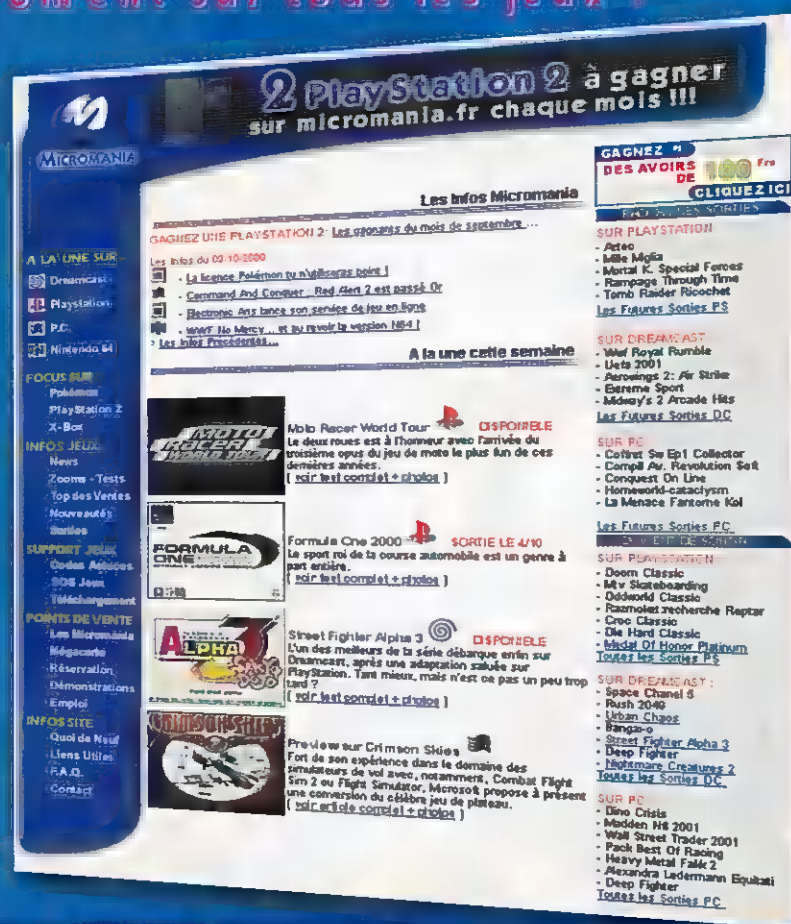 ement sur tous les jeux !
2 PlayStation 2 à gagner
sur micromania.fr chaque mois !!!
MICROMANIA
A LA UNE SUR
Dreamcast
Playstation
P.C.
Nintendo 64
FOCUS SUR
Pokémon
PlayStation 2
X-Box
INFOS JEUX
News
Zooms - Tests
Top des Ventes
Nouveautés
Sorties
SUPPORT JEUX
Codes Astuces
SOS Jeux
Téléchargement
POINTS DE VENTE
Les Micromania
Mégacarte
Réservation
Démonstrations
Emploi
INFOS SITE
Quoi de Neuf
Liens Utiles
F.A.Q.
Contact
Les Infos Micromania
GAGNEZ UNE PLAYSTATION 2: Les gagnants du mois de septembre ...
Les Infos du 03-10-2000
- La licence Pokémon tu n'utiliseras point !
- Command And Conquer : Red Alert 2 est passé Or
- Electronic Arts lance son service de jeu en ligne
- WWF No Mercy... et au revoir la version N64 !
> Les Infos Précédentes...
A la une cette semaine
MOTO
RACER
WORLD TOUR
Moto Racer World Tour DISPONIBLE
Le deux roues est à l'honneur avec l'arrivée du
troisième opus du jeu de moto le plus fun de ces
dernières années.
[ voir test complet + photos ]
FORMULA
ONE
Formula One 2000 SORTIE LE 4/10
Le sport roi de la course automobile est un genre à
part entière.
[ voir test complet + photos ]
ALPHA 3
Street Fighter Alpha 3 DISPONIBLE
L'un des meilleurs de la série débarque enfin sur
Dreamcast, après une adaptation saluée sur
PlayStation. Tant mieux, mais n'est ce pas un peu trop
tard ?
[ voir test complet + photos ]
CRIMSON SKIES
Preview sur Crimson Skies
Fort de son expérience dans le domaine des
simulateurs de vol avec, notamment, Combat Flight
Sim 2 ou Flight Simulator, Microsoft propose à présent
une conversion du célèbre jeu de plateau.
[ voir article complet + photos ]
GAGNEZ
DES AVOIRS
DE 100 Frs
CLIQUEZ ICI
SORTIES
SUR PLAYSTATION
- Aztec
- Mille Miglia
- Mortal K. Special Forces
- Rampage Through Time
- Tomb Raider Ricochet
Les Futures Sorties PS
SUR DREAMCAST
- Wwf Royal Rumble
- Uefa 2001
- Aerowings 2: Air Strike
- Extreme Sport
- Midway's 2 Arcade Hits
Les Futures Sorties DC
SUR PC
- Coffret Sw Ep1 Collector
- Compil Av. Revolution Soft
- Conquest On Line
- Homeworld-cataclysm
- La Menace Fantome Kol
Les Futures Sorties PC
SUR PLAYSTATION
- Doom Classic
- Mtv Skateboarding
- Oddworld Classic
- Razmoket:recherche Reptar
- Croc Classic
- Die Hard Classic
- Medal Of Honor Platinum
Toutes les Sorties PS
SUR DREAMCAST :
- Space Chanel 5
- Rush 2049
- Urban Chaos
- Bangai-o
- Street Fighter Alpha 3
- Deep Fighter
- Nightmare Creatures 2
Toutes les Sorties DC
SUR PC
- Dino Crisis
- Madden Nfl 2001
- Wall Street Trader 2001
- Pack Best Of Racing
- Heavy Metal Fakk 2
- Alexandra Ledermann Equitati
- Deep Fighter
Toutes les Sorties PC